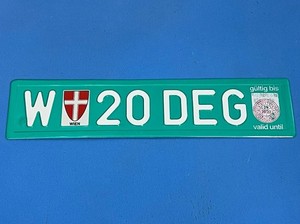 W 20 DEG
WIEN
gültig bis
valid until